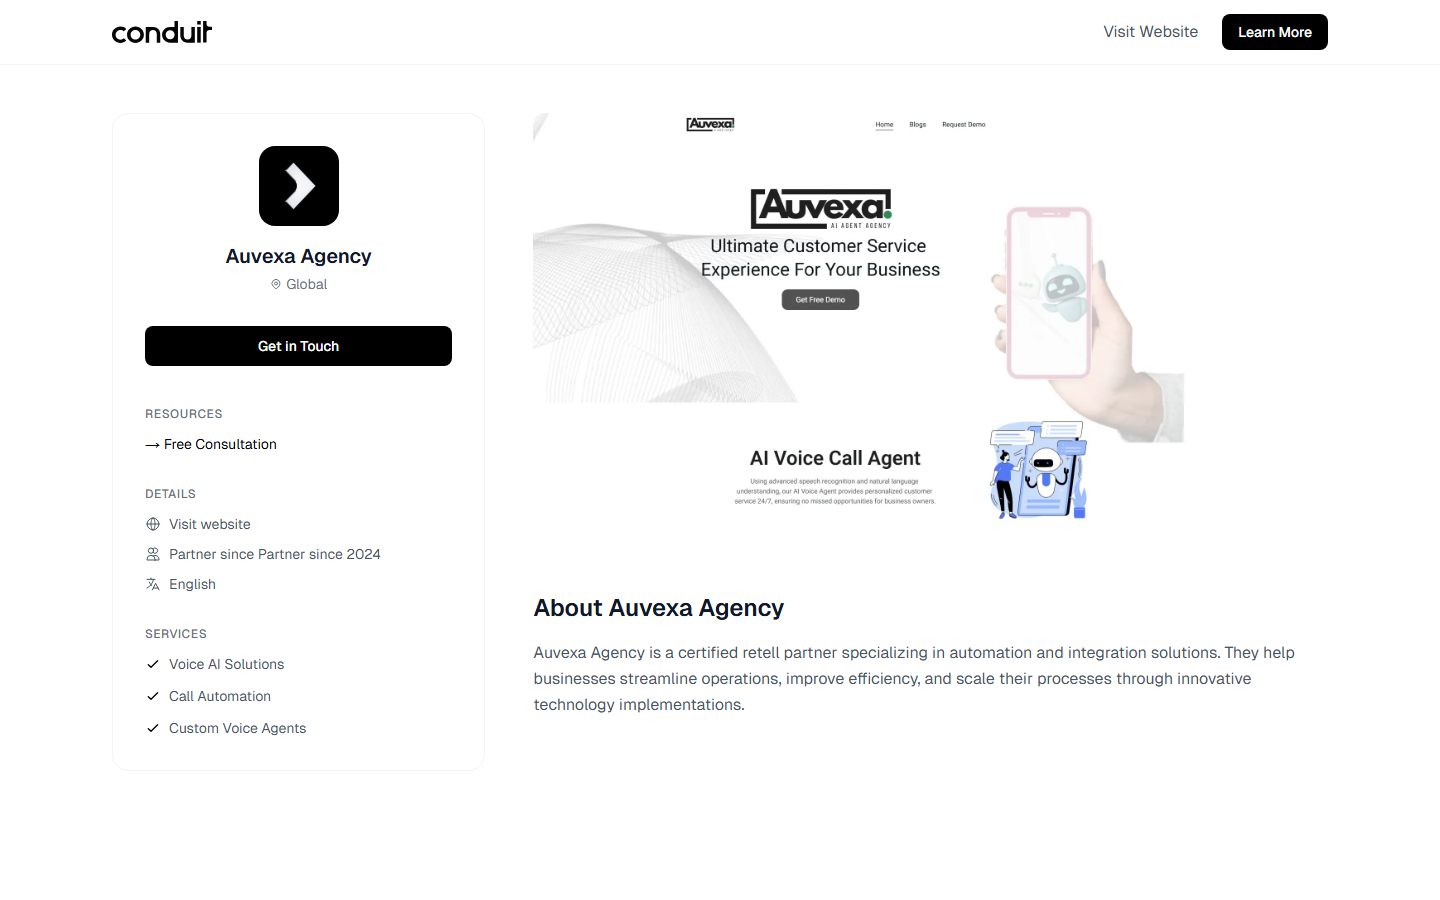 conduit
Visit Website
Learn More
Auvexa Agency
Global
Get in Touch
RESOURCES
→ Free Consultation
DETAILS
Visit website
Partner since Partner since 2024
English
SERVICES
Voice AI Solutions
Call Automation
Custom Voice Agents
Auvexa!
Home
Blogs
Request Demo
Auvexa!
AI AGENT AGENCY
Ultimate Customer Service
Experience For Your Business
Get Free Demo
AI Voice Call Agent
Using advanced speech recognition and natural language
understanding, our AI Voice Agent provides personalized customer
service 24/7, ensuring no missed opportunities for business owners.
About Auvexa Agency
Auvexa Agency is a certified retell partner specializing in automation and integration solutions. They help
businesses streamline operations, improve efficiency, and scale their processes through innovative
technology implementations.